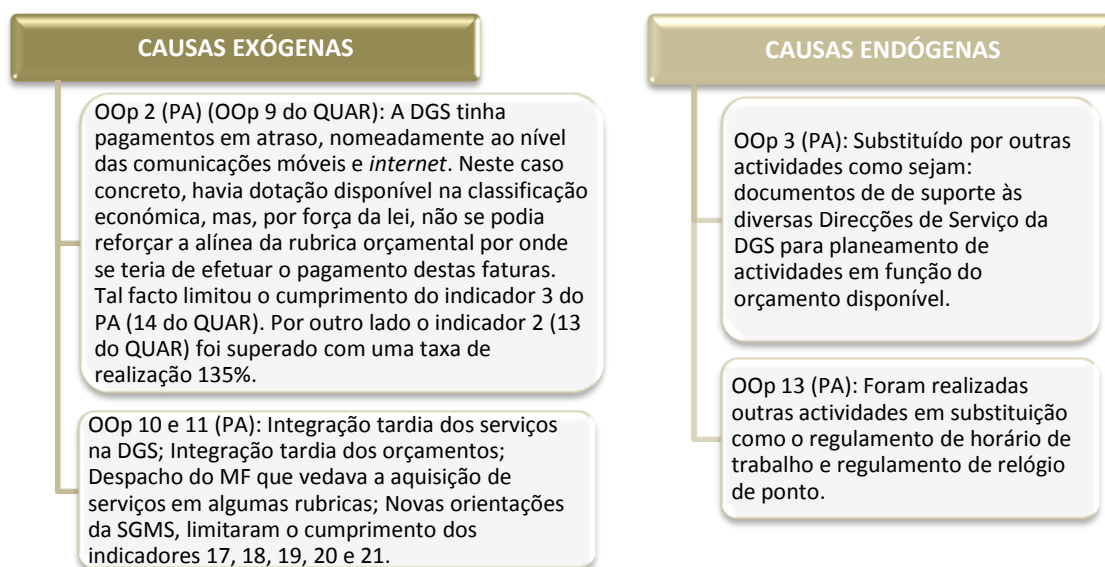 CAUSAS EXÓGENAS
OOp 2 (PA) (OOp 9 do QUAR): A DGS tinha
pagamentos em atraso, nomeadamente ao nível
das comunicações móveis e internet. Neste caso
concreto, havia dotação disponível na classificação
económica, mas, por força da lei, não se podia
reforçar a alínea da rubrica orçamental por onde
se teria de efetuar o pagamento destas faturas.
Tal facto limitou o cumprimento do indicador 3 do
PA (14 do QUAR). Por outro lado o indicador 2 (13
do QUAR) foi superado com uma taxa de
realização 135%.
OOp 10 e 11 (PA): Integração tardia dos serviços
na DGS; Integração tardia dos orçamentos;
Despacho do MF que vedava a aquisição de
serviços em algumas rubricas; Novas orientações
da SGMS, limitaram o cumprimento dos
indicadores 17, 18, 19, 20 e 21.
CAUSAS ENDÓGENAS
OOp 3 (PA): Substituído por outras
actividades como sejam:
documentos de de suporte às
diversas Direcções de Serviço da
DGS para planeamento de
actividades em função do
orçamento disponível.
OOp 13 (PA): Foram realizadas
outras actividades em substituição
como o regulamento de horário de
trabalho e regulamento de relógio
de ponto.